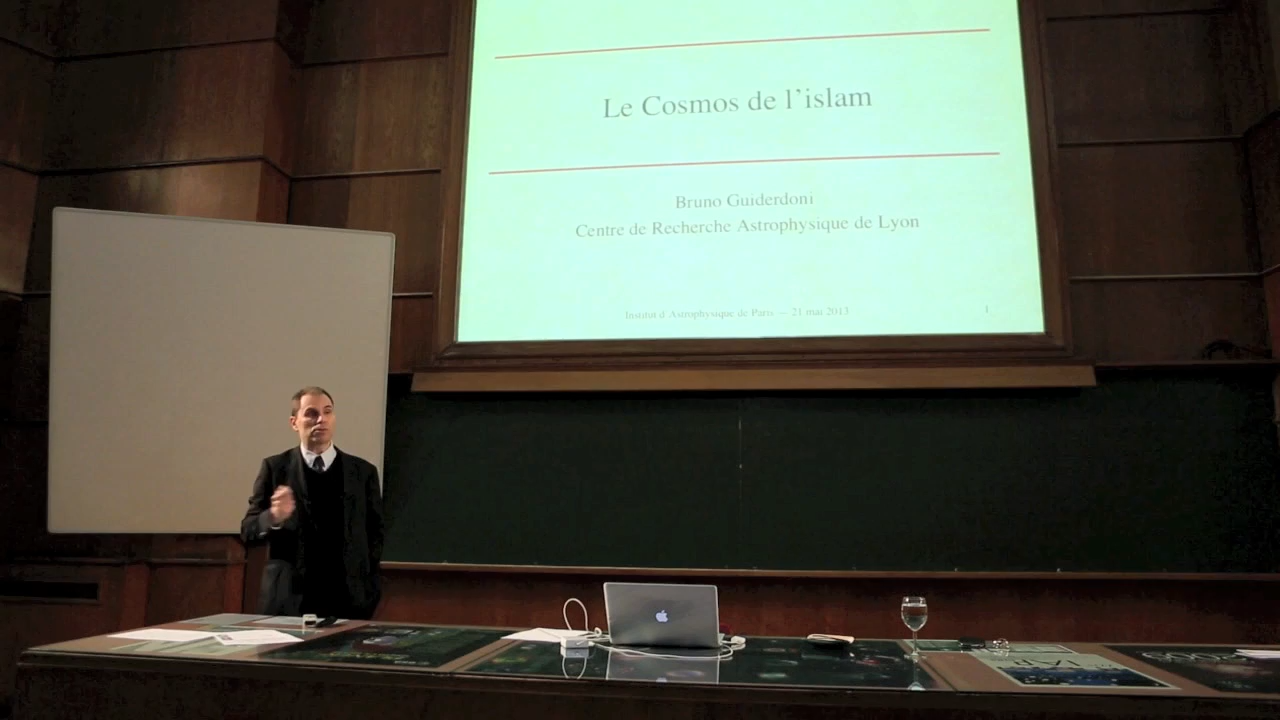 Le Cosmos de l'islam
Bruno Guiderdoni
Centre de Recherche Astrophysique de Lyon
Institut d'Astrophysique de Paris — 21 mai 2013
1
IAP